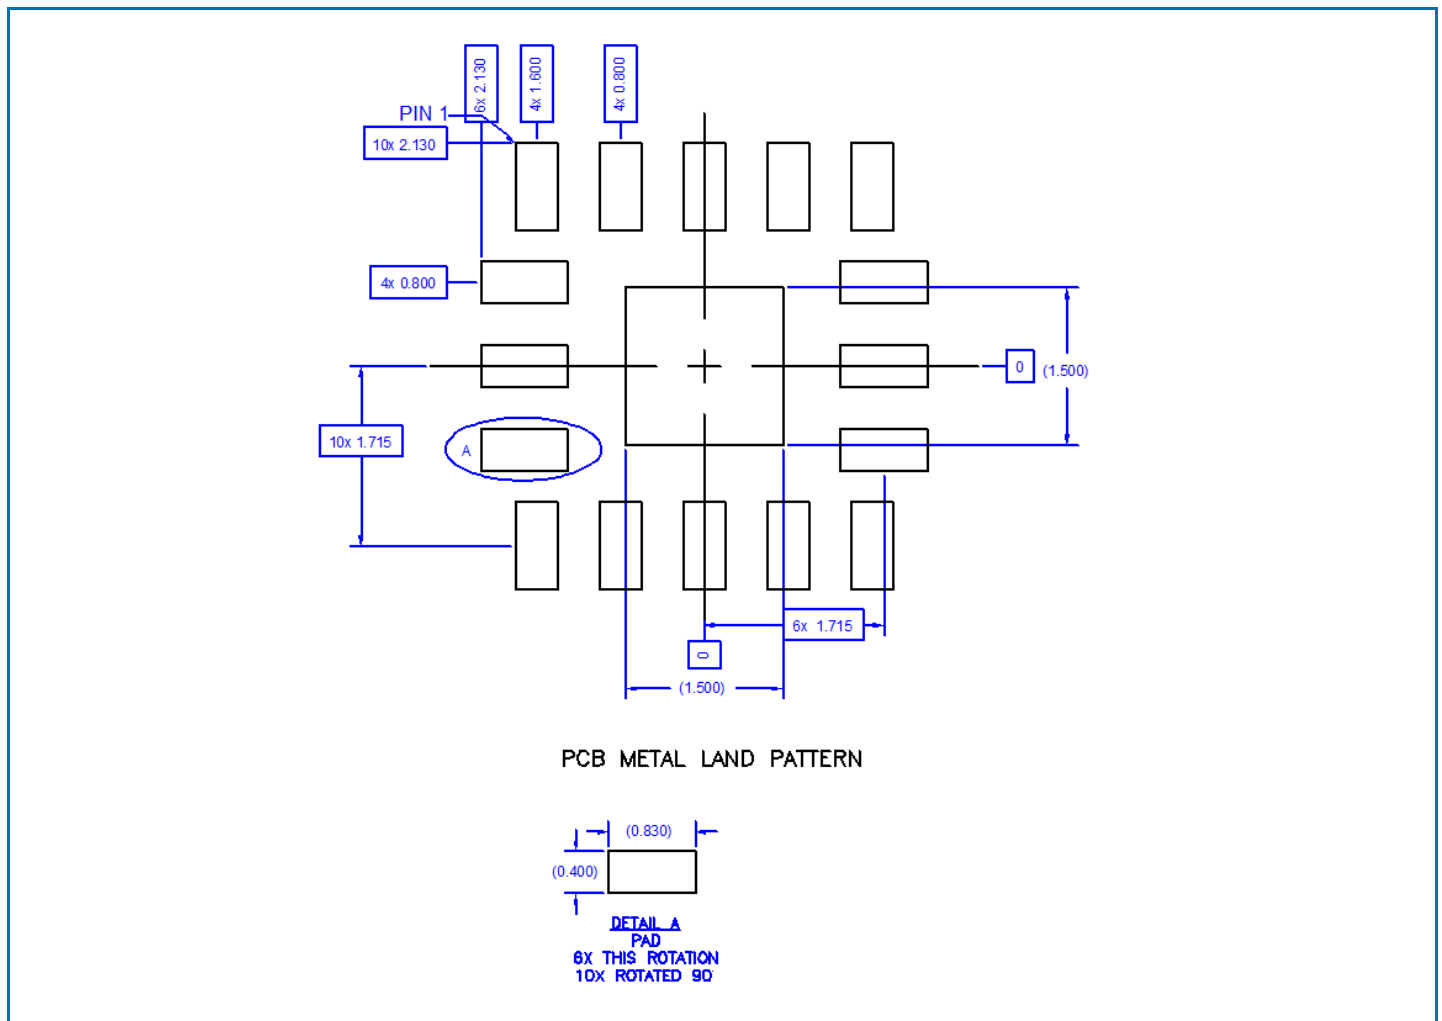 6x 2.130
4x 1.600
4x 0.800
PIN 1
10x 2.130
4x 0.800
0
(1.500)
10x 1.715
A
6x 1.715
0
(1.500)
PCB METAL LAND PATTERN
(0.830)
(0.400)
DETAIL A
PAD
6X THIS ROTATION
10X ROTATED 90